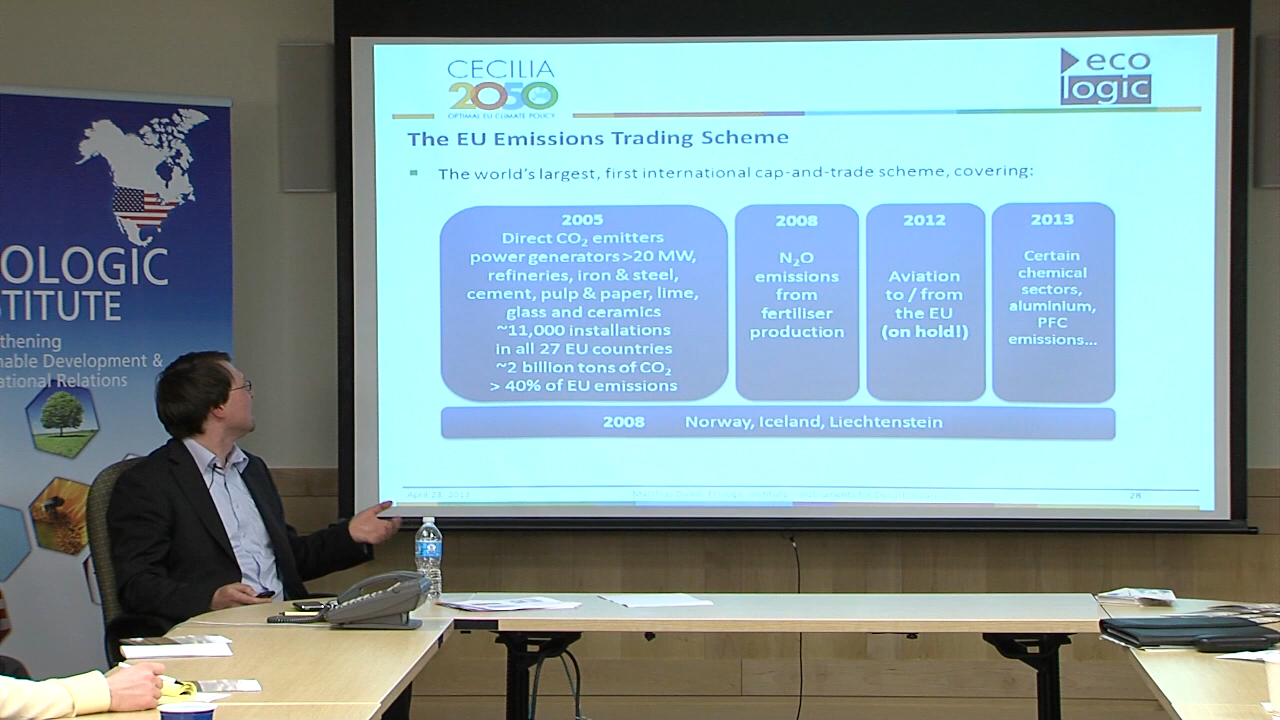 OLOGIC
TITUTE
thening
nable Development &
ational Relations
CECILIA
2050
OPTIMAL EU CLIMATE POLICY
eco
logic
The EU Emissions Trading Scheme
The world's largest, first international cap-and-trade scheme, covering:
2005
Direct CO₂ emitters
power generators >20 MW,
refineries, iron & steel,
cement, pulp & paper, lime,
glass and ceramics
~11,000 installations
in all 27 EU countries
~2 billion tons of CO₂
> 40% of EU emissions
2008
N₂O
emissions
from
fertiliser
production
2012
Aviation
to / from
the EU
(on hold!)
2013
Certain
chemical
sectors,
aluminium,
PFC
emissions...
2008 Norway, Iceland, Liechtenstein
April 23, 2013
28